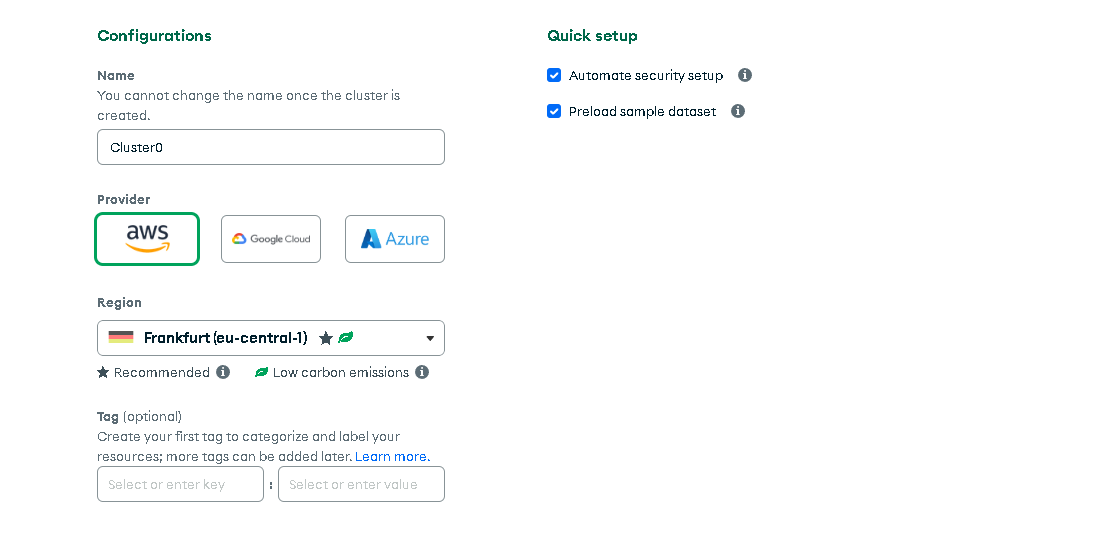 Configurations
Name
You cannot change the name once the cluster is
created.
Cluster0
Provider
aws
Google Cloud
Azure
Region
Frankfurt (eu-central-1)
Recommended
Low carbon emissions
Tag (optional)
Create your first tag to categorize and label your
resources; more tags can be added later. Learn more.
Select or enter key : Select or enter value
Quick setup
Automate security setup
Preload sample dataset